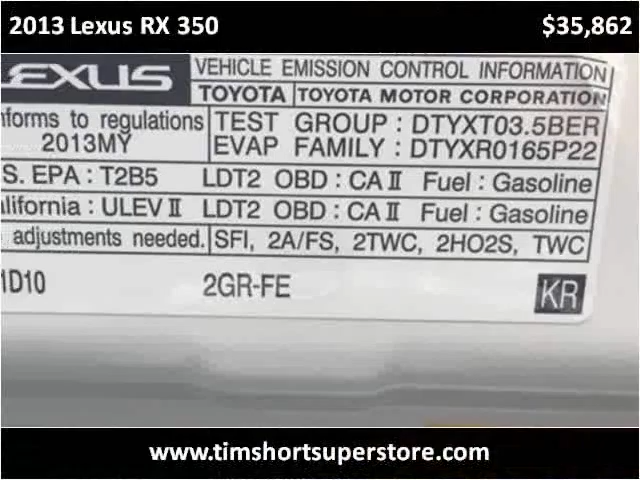 2013 Lexus RX 350 $35,862
LEXUS VEHICLE EMISSION CONTROL INFORMATION
TOYOTA TOYOTA MOTOR CORPORATION
nforms to regulations TEST GROUP : DTYXT03.5BER
2013MY EVAP FAMILY : DTYXR0165P22
S. EPA : T2B5 LDT2 OBD : CA II Fuel : Gasoline
alifornia : ULEV II LDT2 OBD : CA II Fuel : Gasoline
adjustments needed. SFI, 2A/FS, 2TWC, 2HO2S, TWC
1D10 2GR-FE KR
www.timshortsuperstore.com